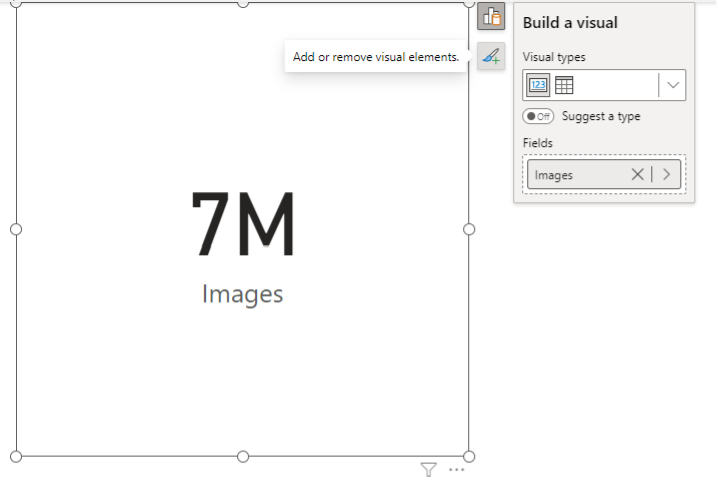 Build a visual
Add or remove visual elements.
Visual types
123
Off
Suggest a type
Fields
Images
7M
Images